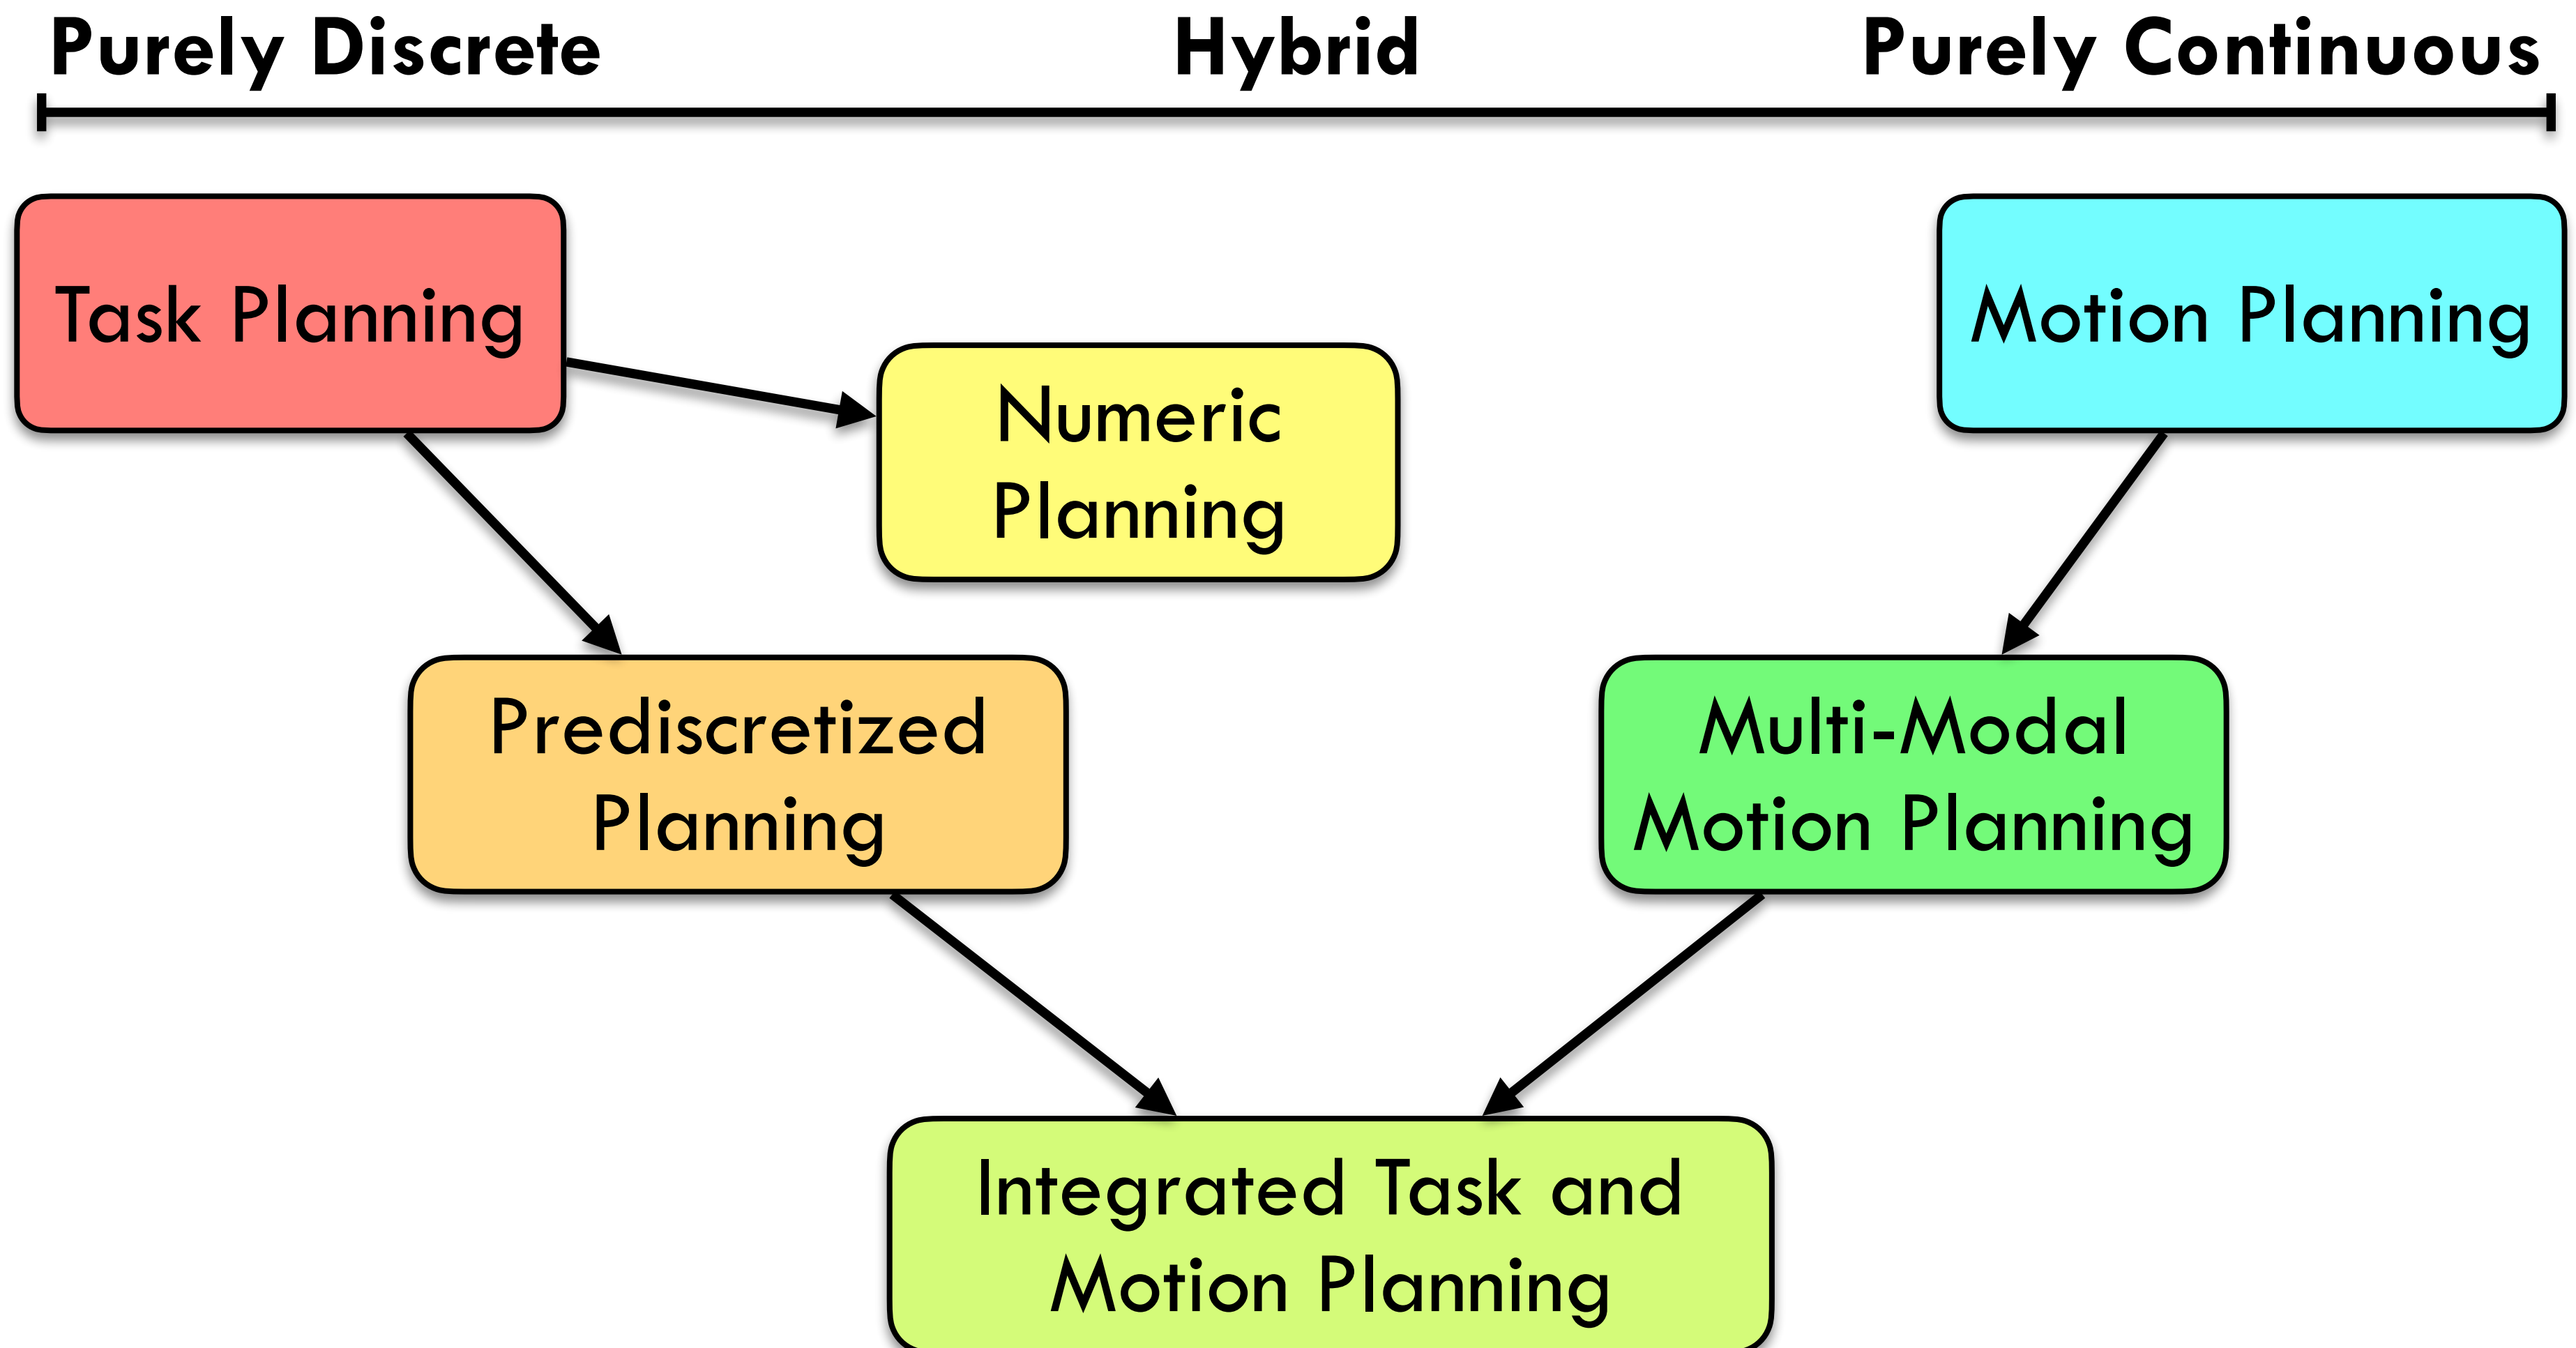 Purely Discrete
Hybrid
Purely Continuous
Task Planning
Motion Planning
Numeric
Planning
Prediscretized
Planning
Multi-Modal
Motion Planning
Integrated Task and
Motion Planning